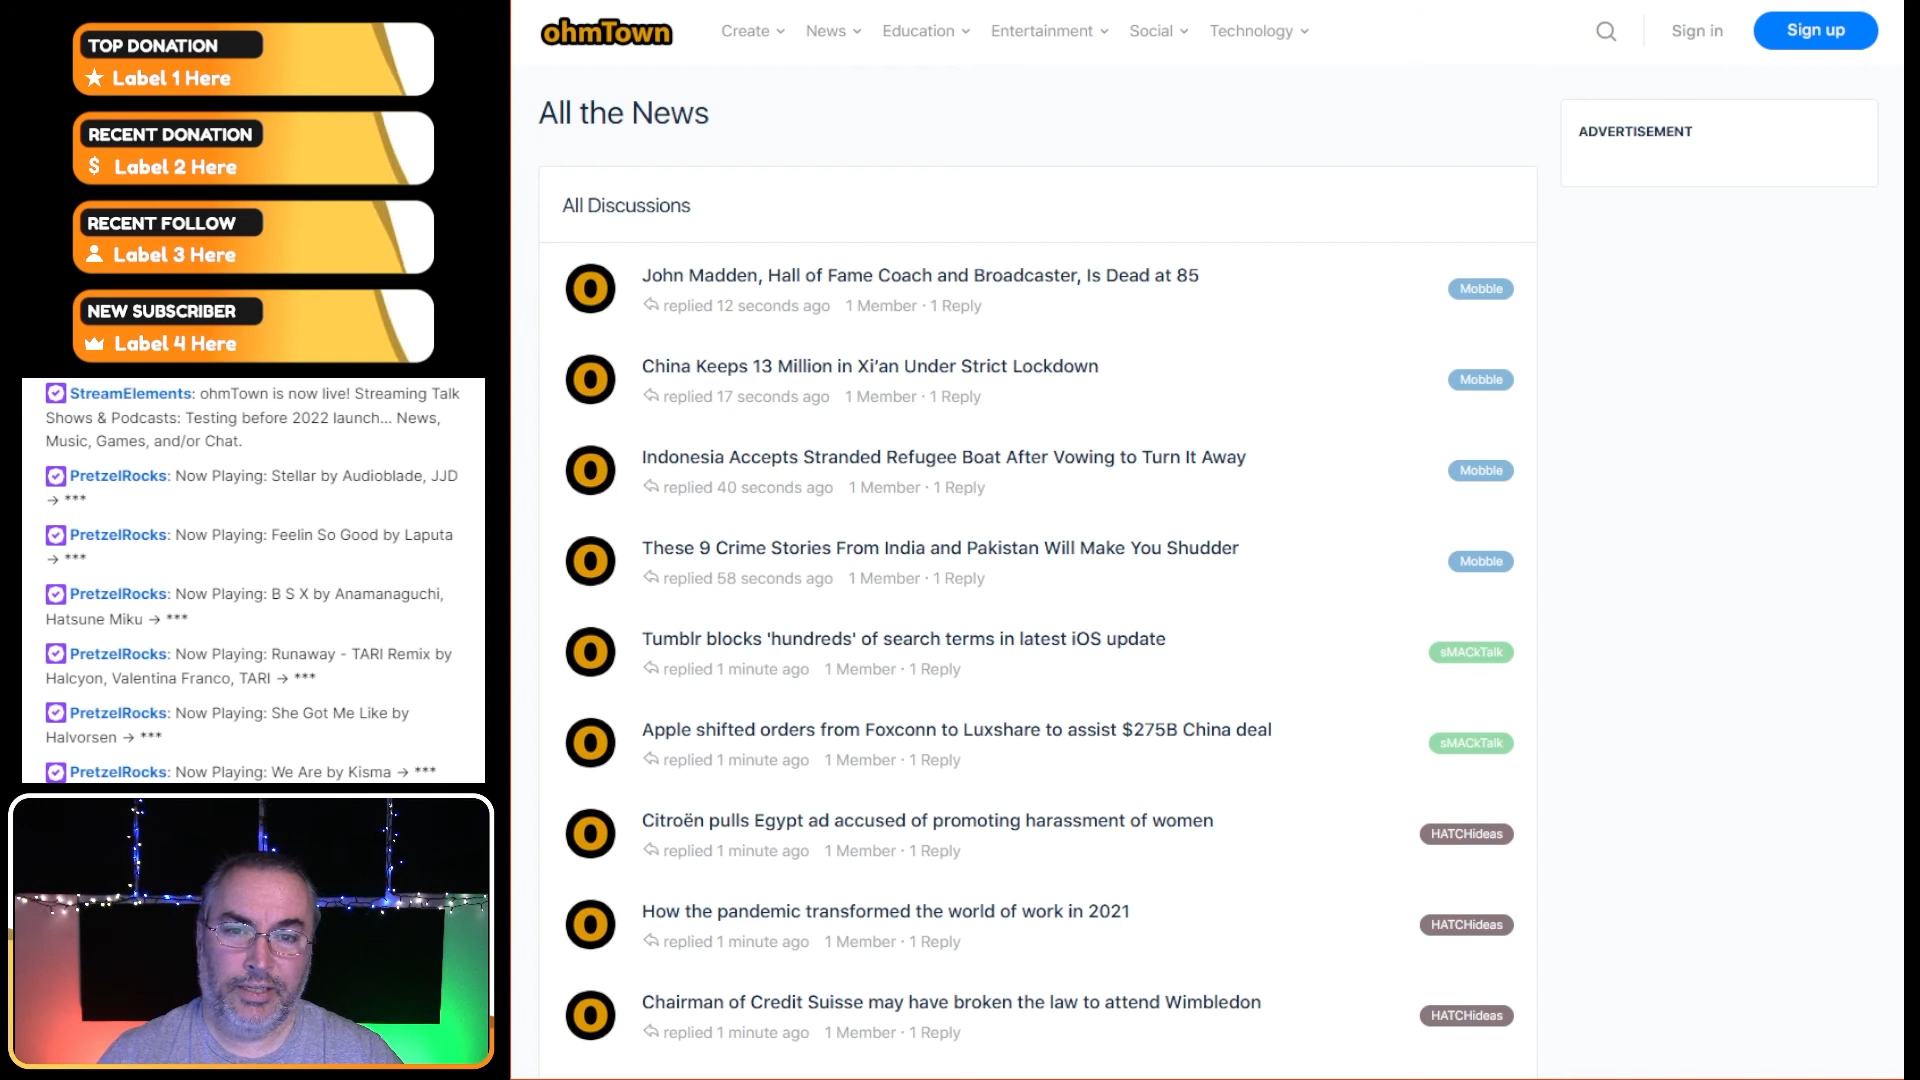 TOP DONATION
Label 1 Here
RECENT DONATION
$ Label 2 Here
RECENT FOLLOW
Label 3 Here
NEW SUBSCRIBER
Label 4 Here
StreamElements: ohmTown is now live! Streaming Talk
Shows & Podcasts: Testing before 2022 launch... News,
Music, Games, and/or Chat.
PretzelRocks: Now Playing: Stellar by Audioblade, JJD
-> ***
PretzelRocks: Now Playing: Feelin So Good by Laputa
-> ***
PretzelRocks: Now Playing: B S X by Anamanaguchi,
Hatsune Miku -> ***
PretzelRocks: Now Playing: Runaway - TARI Remix by
Halcyon, Valentina Franco, TARI -> ***
PretzelRocks: Now Playing: She Got Me Like by
Halvorsen -> ***
PretzelRocks: Now Playing: We Are by Kisma -> ***
ohmTown Create News Education Entertainment Social Technology Sign in Sign up
All the News
ADVERTISEMENT
All Discussions
O John Madden, Hall of Fame Coach and Broadcaster, Is Dead at 85 Mobble
replied 12 seconds ago 1 Member · 1 Reply
O China Keeps 13 Million in Xi’an Under Strict Lockdown Mobble
replied 17 seconds ago 1 Member · 1 Reply
O Indonesia Accepts Stranded Refugee Boat After Vowing to Turn It Away Mobble
replied 40 seconds ago 1 Member · 1 Reply
O These 9 Crime Stories From India and Pakistan Will Make You Shudder Mobble
replied 58 seconds ago 1 Member · 1 Reply
O Tumblr blocks 'hundreds' of search terms in latest iOS update sMACkTalk
replied 1 minute ago 1 Member · 1 Reply
O Apple shifted orders from Foxconn to Luxshare to assist $275B China deal sMACkTalk
replied 1 minute ago 1 Member · 1 Reply
O Citroën pulls Egypt ad accused of promoting harassment of women HATCHideas
replied 1 minute ago 1 Member · 1 Reply
O How the pandemic transformed the world of work in 2021 HATCHideas
replied 1 minute ago 1 Member · 1 Reply
O Chairman of Credit Suisse may have broken the law to attend Wimbledon HATCHideas
replied 1 minute ago 1 Member · 1 Reply